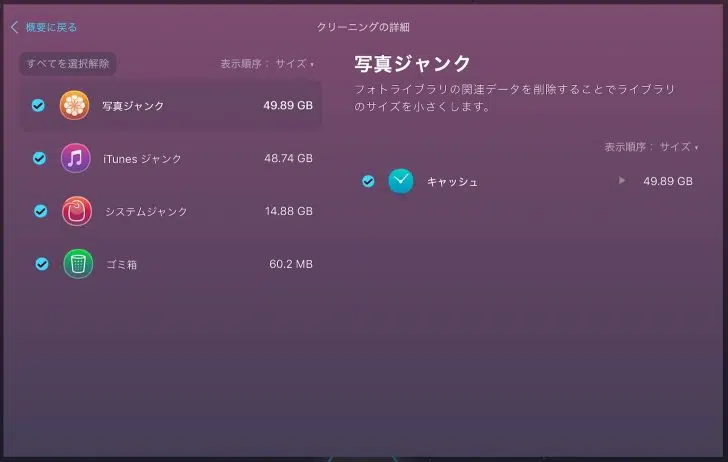 概要に戻る
クリーニングの詳細
すべてを選択解除
表示順序： サイズ ▾
写真ジャンク 49.89 GB
iTunes ジャンク 48.74 GB
システムジャンク 14.88 GB
ゴミ箱 60.2 MB
写真ジャンク
フォトライブラリの関連データを削除することでライブラリ
のサイズを小さくします。
表示順序： サイズ ▾
キャッシュ 49.89 GB